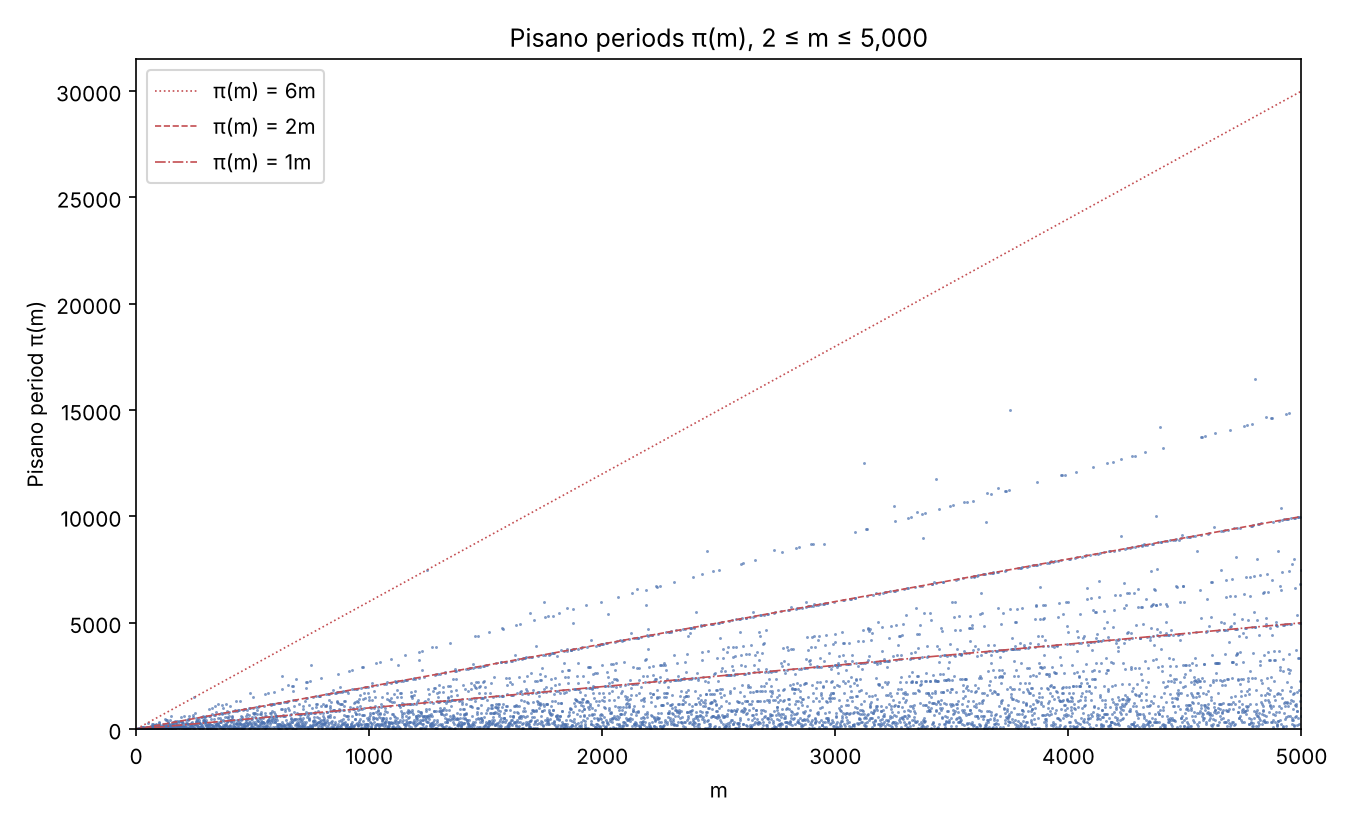 Pisano periods π(m), 2 ≤ m ≤ 5,000
π(m) = 6m
π(m) = 2m
π(m) = 1m
30000
25000
20000
15000
10000
5000
0
Pisano period π(m)
0
1000
2000
3000
4000
5000
m